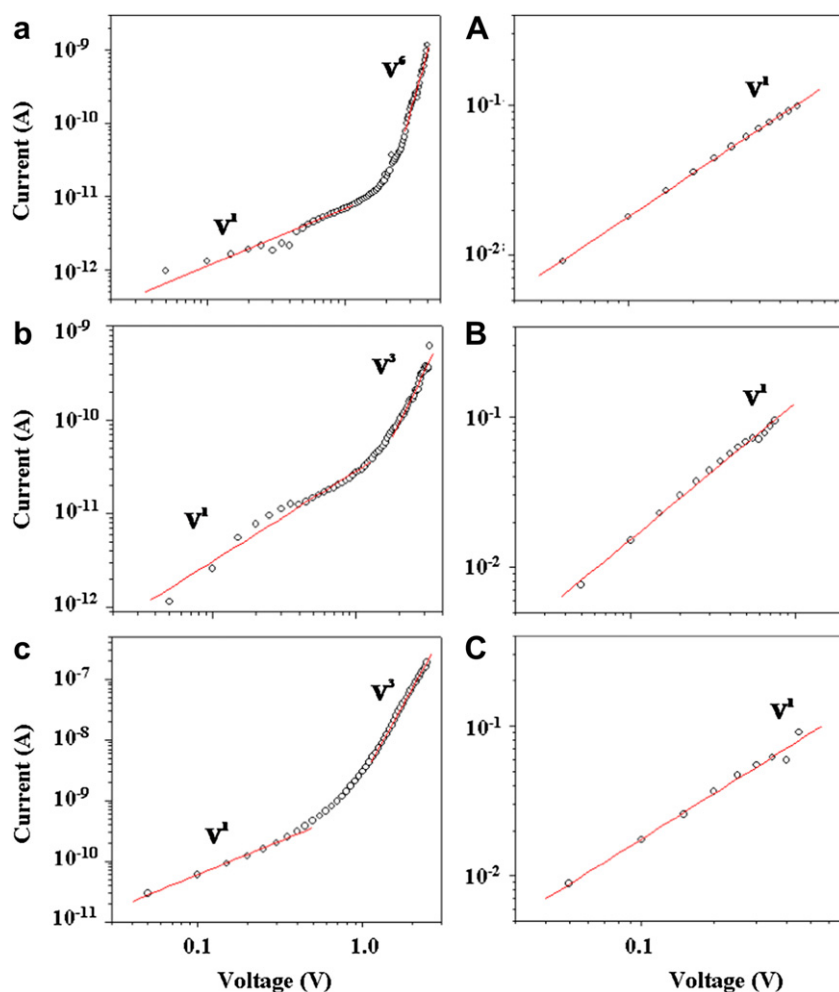 a
10⁻⁹
10⁻¹⁰
10⁻¹¹
10⁻¹²
Current (A)
V¹
V⁶
A
10⁻¹
10⁻²
V¹
b
10⁻⁹
10⁻¹⁰
10⁻¹¹
10⁻¹²
Current (A)
V¹
V³
B
10⁻¹
10⁻²
V¹
c
10⁻⁷
10⁻⁸
10⁻⁹
10⁻¹⁰
10⁻¹¹
Current (A)
V¹
V³
0.1
1.0
Voltage (V)
C
10⁻¹
10⁻²
V¹
0.1
Voltage (V)